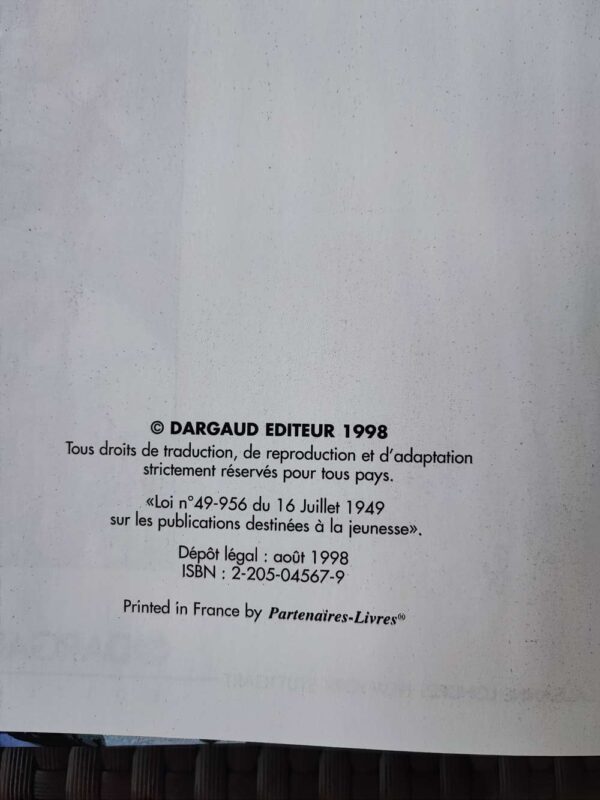 © DARGAUD EDITEUR 1998
Tous droits de traduction, de reproduction et d'adaptation
strictement réservés pour tous pays.
«Loi n°49-956 du 16 Juillet 1949
sur les publications destinées à la jeunesse».
Dépôt légal : août 1998
ISBN : 2-205-04567-9
Printed in France by Partenaires-Livres